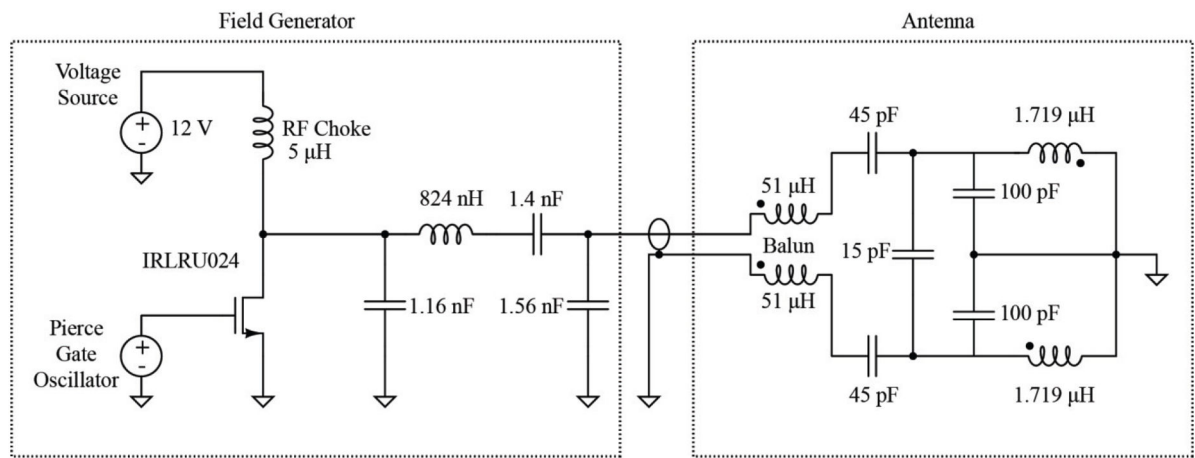 Field Generator
Antenna
Voltage
Source
+
-
12 V
RF Choke
5 μH
45 pF
1.719 μH
824 nH
1.4 nF
51 μH
100 pF
IRLRU024
Balun
15 pF
1.16 nF
1.56 nF
51 μH
100 pF
Pierce
Gate
Oscillator
+
-
45 pF
1.719 μH